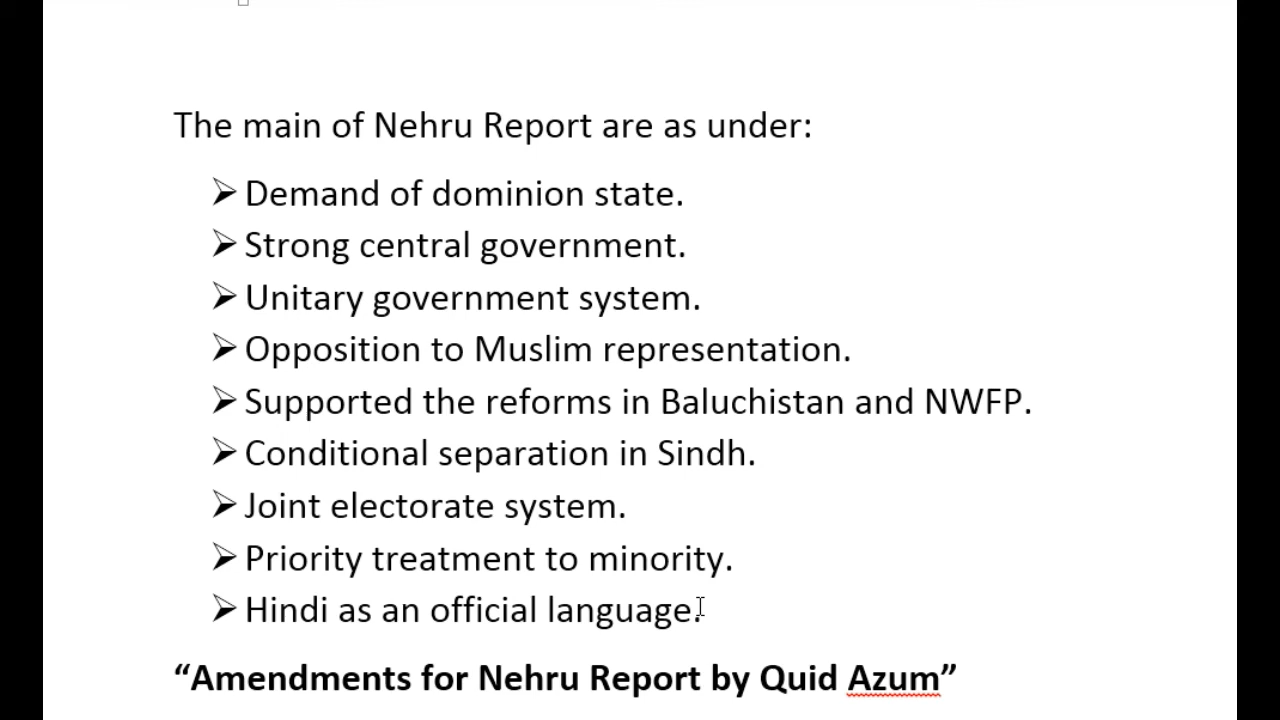 The main of Nehru Report are as under:
➢ Demand of dominion state.
➢ Strong central government.
➢ Unitary government system.
➢ Opposition to Muslim representation.
➢ Supported the reforms in Baluchistan and NWFP.
➢ Conditional separation in Sindh.
➢ Joint electorate system.
➢ Priority treatment to minority.
➢ Hindi as an official language.
“Amendments for Nehru Report by Quid Azum”